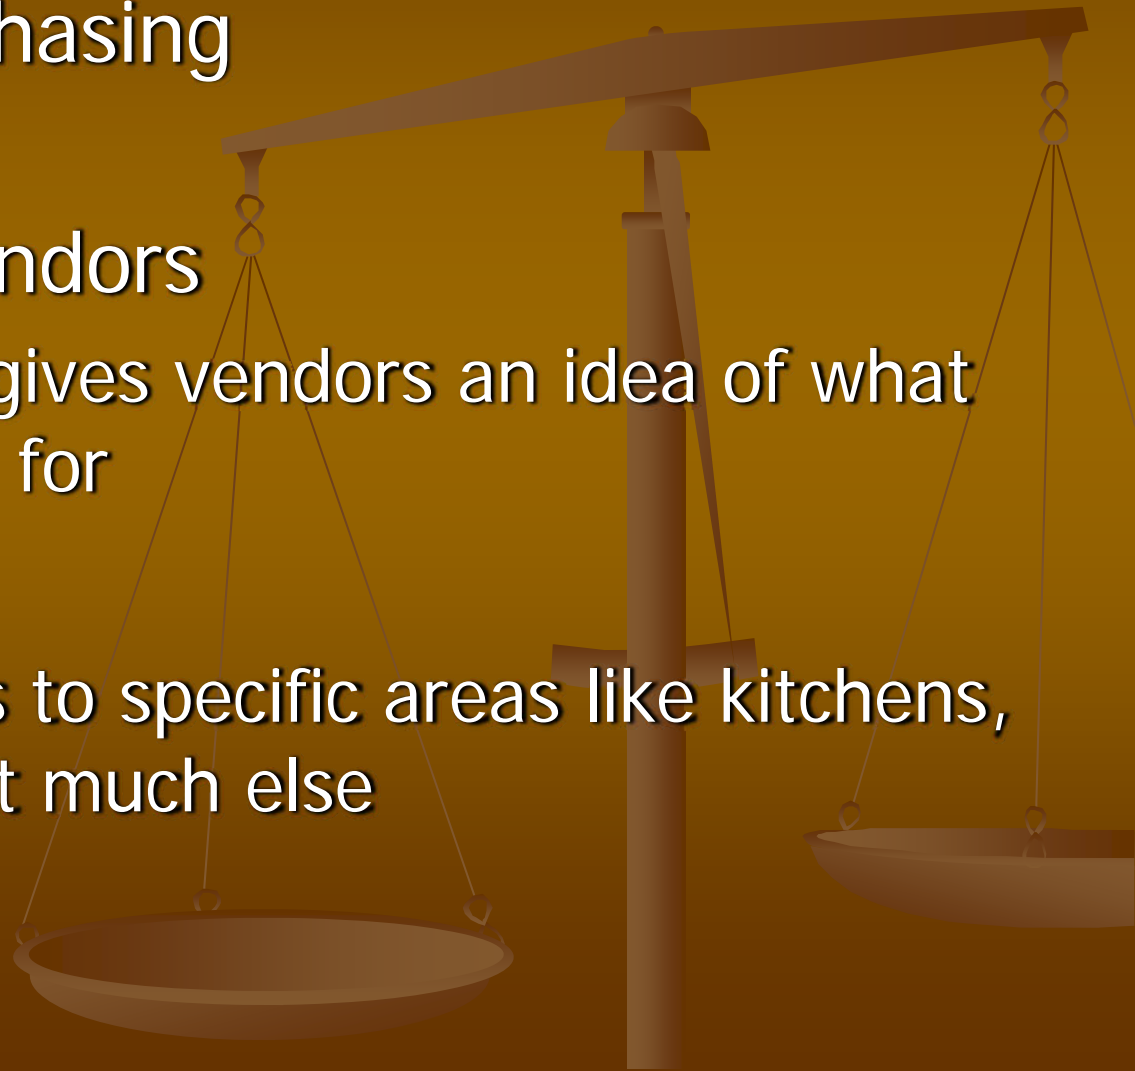 hasing
ndors
gives vendors an idea of what
for
s to specific areas like kitchens,
t much else